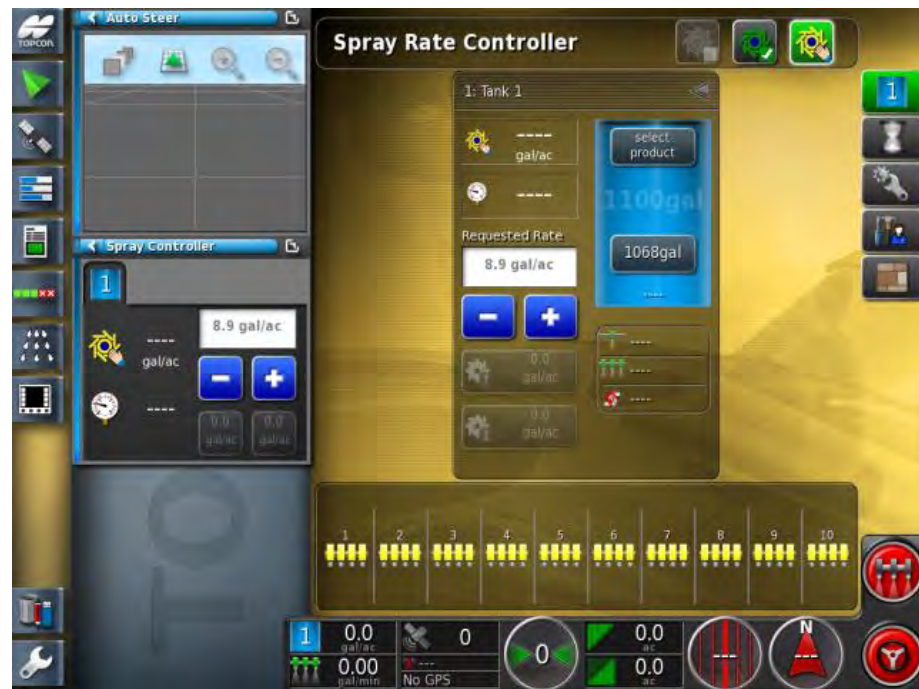 TOPCON
Auto Steer
Spray Rate Controller
1: Tank 1
1
----
gal/ac
select
product
----
1100gal
Requested Rate
8.9 gal/ac
1068gal
----
0.0
gal/ac
0.0
gal/ac
----
----
----
Spray Controller
1
----
gal/ac
8.9 gal/ac
----
0.0
gal/ac
0.0
gal/ac
TO
1 2 3 4 5 6 7 8 9 10
1
0.0
gal/ac
0.00
gal/min
0
---
No GPS
0
0.0
ac
0.0
ac
---
N
---